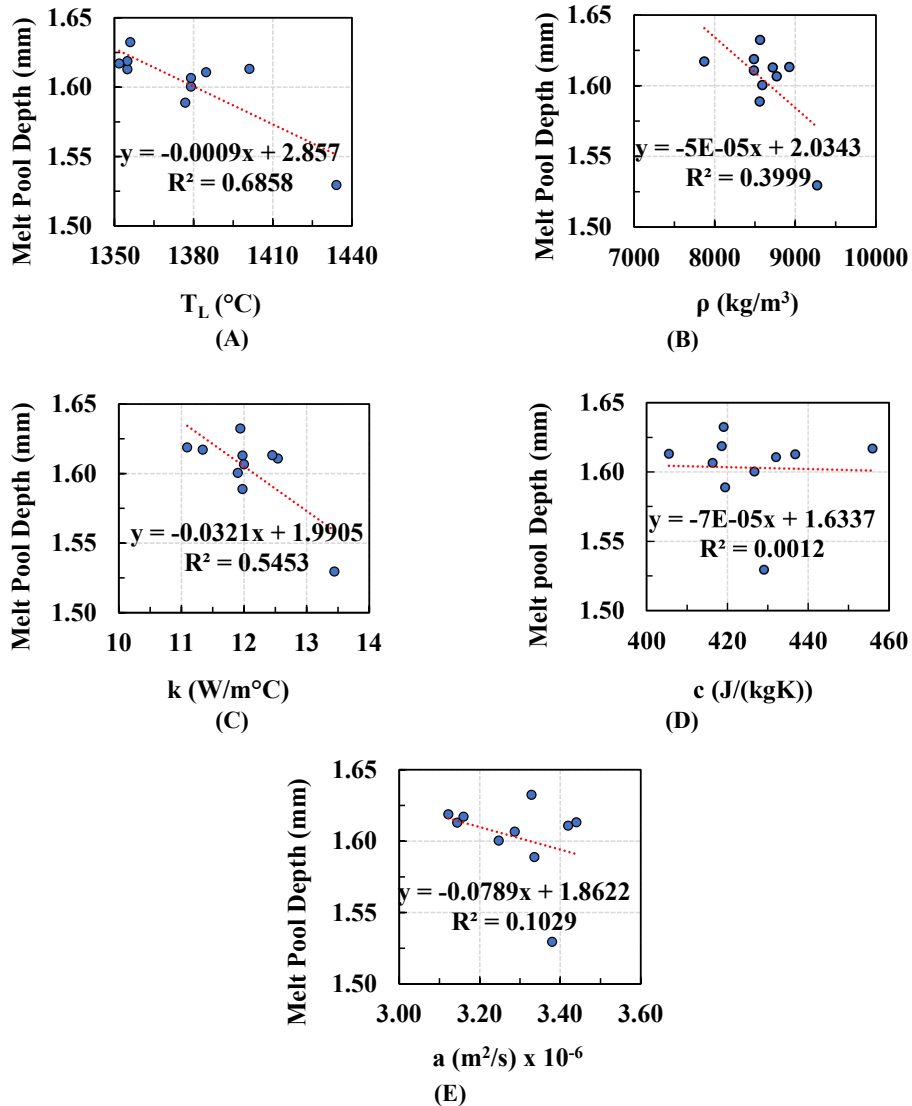 Melt Pool Depth (mm)
1.65
1.60
1.55
1.50
y = -0.0009x + 2.857
R² = 0.6858
1350 1380 1410 1440
T_L (°C)
(A)
Melt Pool Depth (mm)
1.65
1.60
1.55
1.50
y = -5E-05x + 2.0343
R² = 0.3999
7000 8000 9000 10000
ρ (kg/m³)
(B)
Melt Pool Depth (mm)
1.65
1.60
1.55
1.50
y = -0.0321x + 1.9905
R² = 0.5453
10 11 12 13 14
k (W/m°C)
(C)
Melt pool Depth (mm)
1.65
1.60
1.55
1.50
y = -7E-05x + 1.6337
R² = 0.0012
400 420 440 460
c (J/(kgK))
(D)
Melt Pool Depth (mm)
1.65
1.60
1.55
1.50
y = -0.0789x + 1.8622
R² = 0.1029
3.00 3.20 3.40 3.60
a (m²/s) x 10⁻⁶
(E)